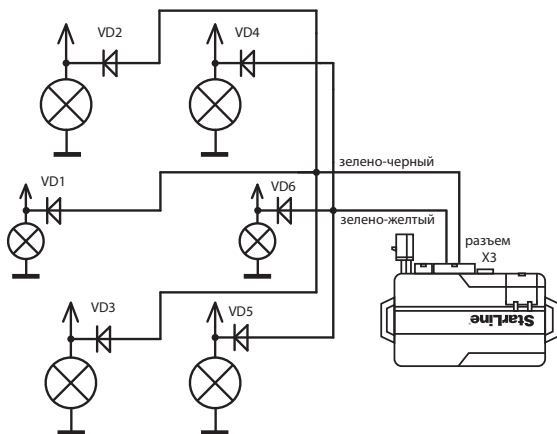 VD2
VD4
зелено-черный
VD1
VD6
зелено-желтый
разъем
X3
StarLine
VD3
VD5